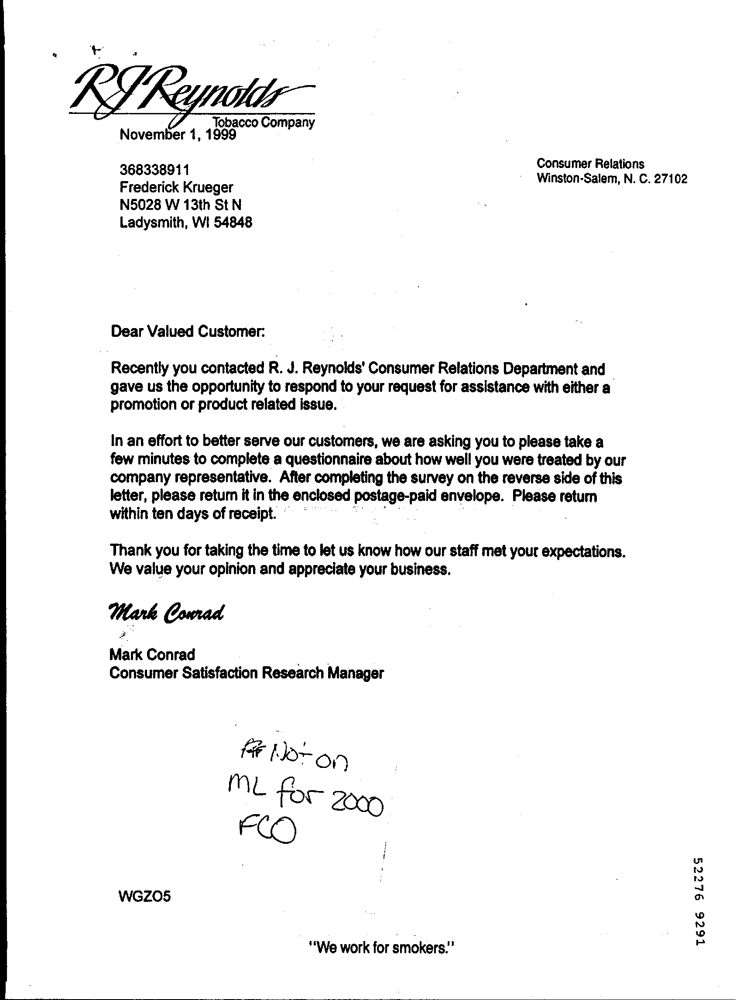 RJReynolds
Tobacco Company
November 1, 1999
Consumer Relations
Winston-Salem, N. C. 27102
368338911
Frederick Krueger
N5028 W 13th St N
Ladysmith, WI 54848
Dear Valued Customer:
Recently you contacted R. J. Reynolds' Consumer Relations Department and
gave us the opportunity to respond to your request for assistance with either a
promotion or product related issue.
In an effort to better serve our customers, we are asking you to please take a
few minutes to complete a questionnaire about how well you were treated by our
company representative. After completing the survey on the reverse side of this
letter, please return it in the enclosed postage-paid envelope. Please return
within ten days of receipt.
Thank you for taking the time to let us know how our staff met your expectations.
We value your opinion and appreciate your business.
Mark Conrad
Mark Conrad
Consumer Satisfaction Research Manager
Not on
ML for 2000
FCO
WGZO5
52276 9291
"We work for smokers."